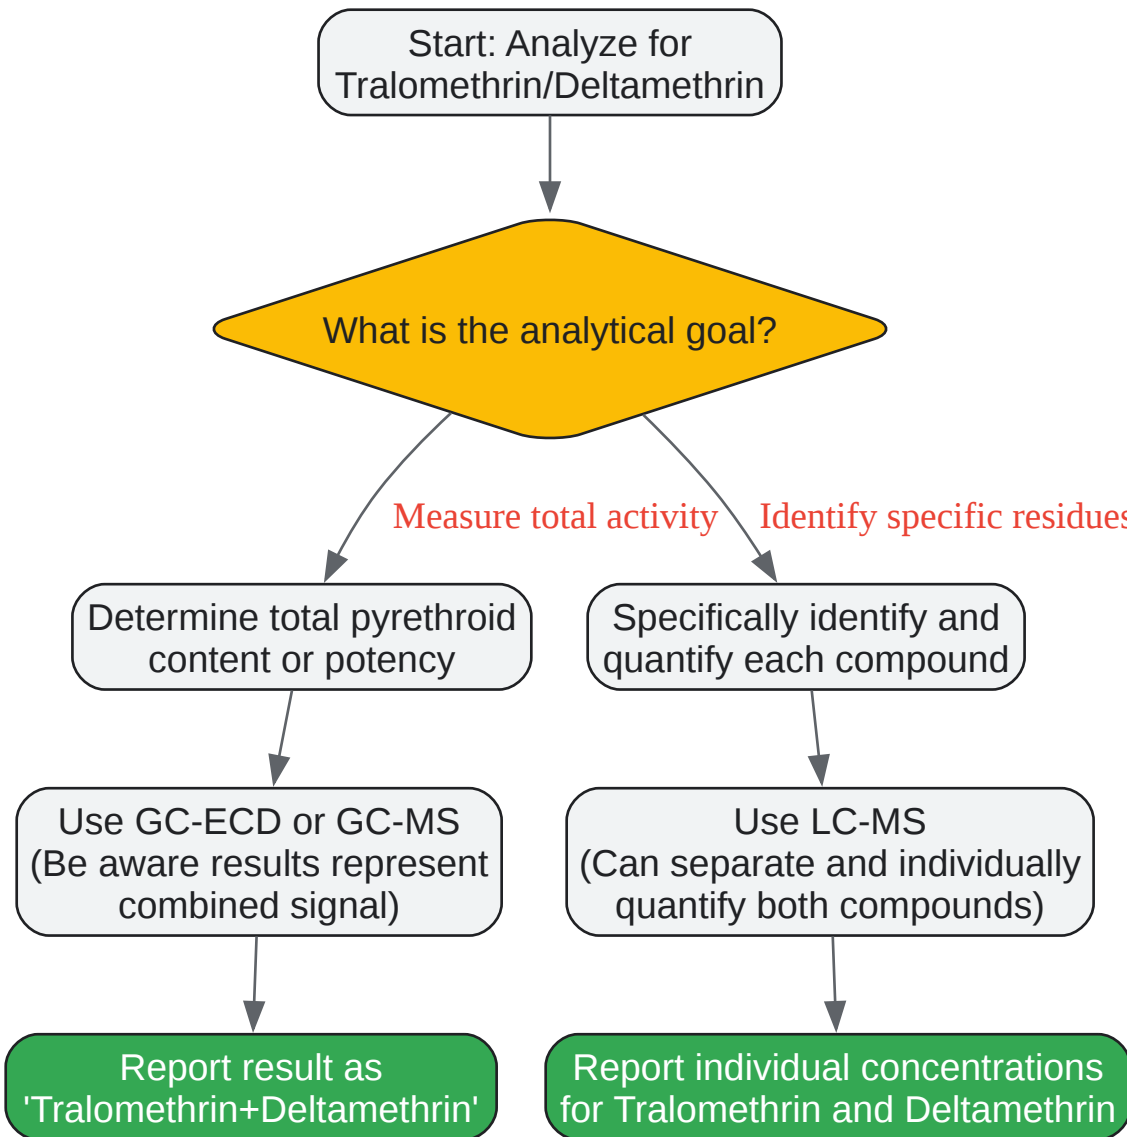 Start: Analyze for
Tralomethrin/Deltamethrin
What is the analytical goal?
Measure total activity
Identify specific residues
Determine total pyrethroid
content or potency
Specifically identify and
quantify each compound
Use GC-ECD or GC-MS
(Be aware results represent
combined signal)
Use LC-MS
(Can separate and individually
quantify both compounds)
Report result as
'Tralomethrin+Deltamethrin'
Report individual concentrations
for Tralomethrin and Deltamethrin